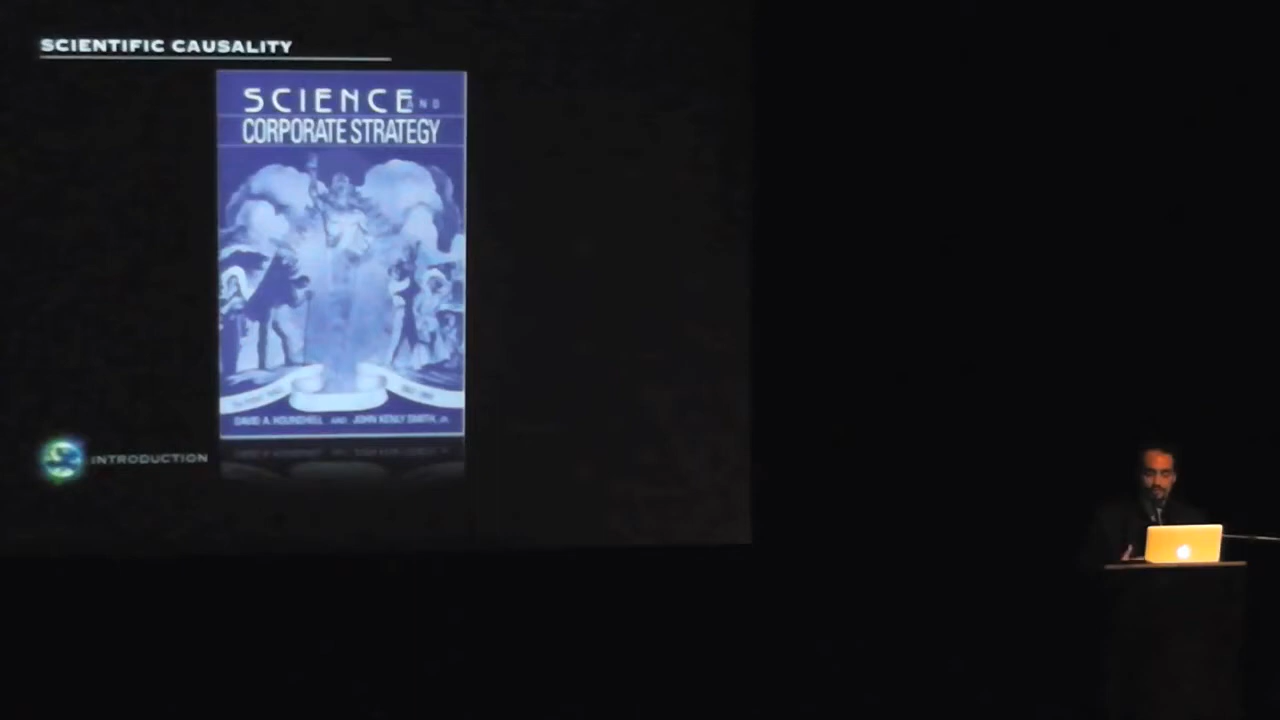 SCIENTIFIC CAUSALITY
SCIENCE AND
CORPORATE STRATEGY
DAVID A. HOUNSHELL AND JOHN KENLY SMITH, JR.
INTRODUCTION